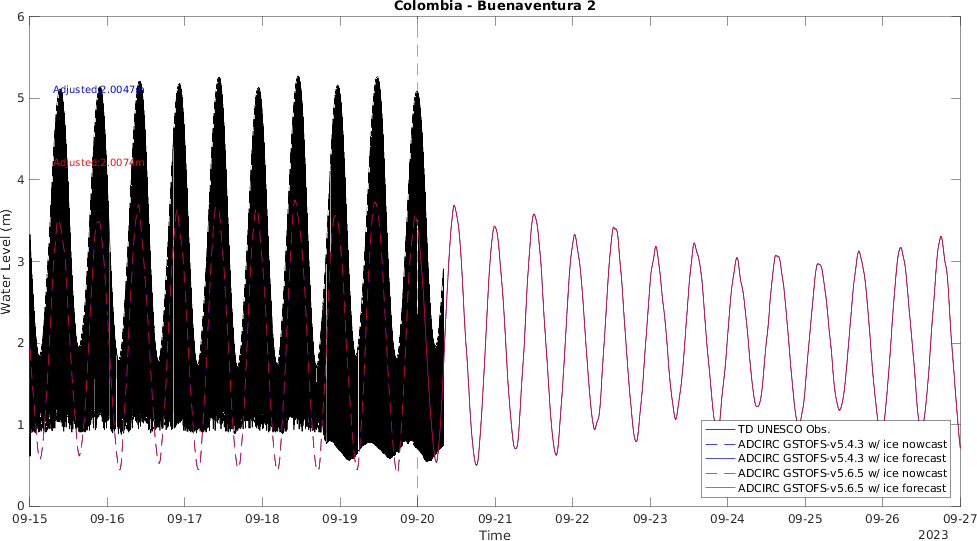 Colombia - Buenaventura 2
6
5
4
3
2
1
0
Water Level (m)
Adjusted:2.0047m
Adjusted:2.0074m
TD UNESCO Obs.
ADCIRC GSTOFS-v5.4.3 w/ ice nowcast
ADCIRC GSTOFS-v5.4.3 w/ ice forecast
ADCIRC GSTOFS-v5.6.5 w/ ice nowcast
ADCIRC GSTOFS-v5.6.5 w/ ice forecast
09-15 09-16 09-17 09-18 09-19 09-20 09-21 09-22 09-23 09-24 09-25 09-26 09-27
Time
2023